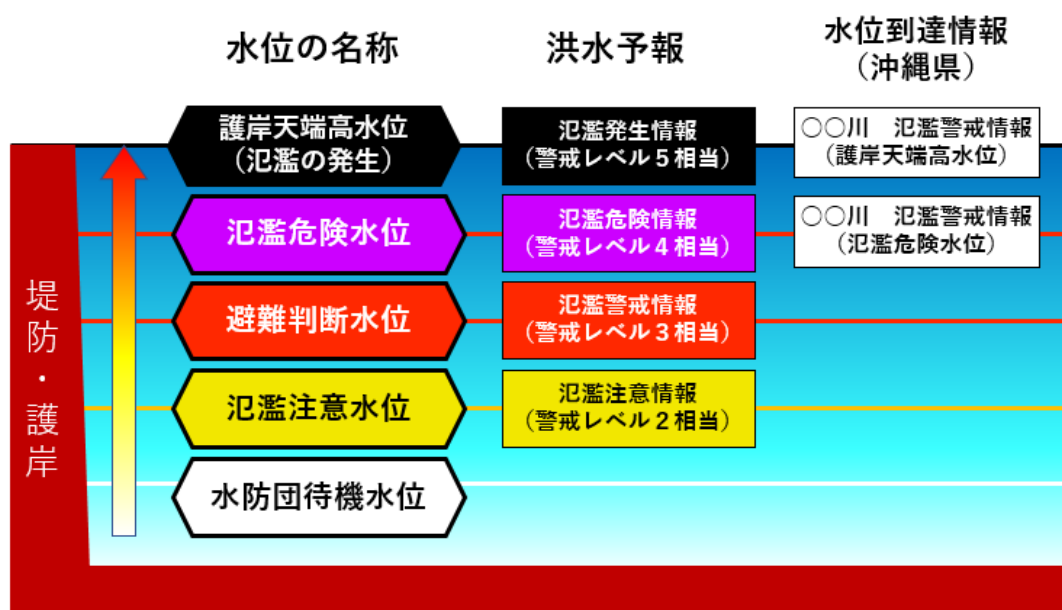 水位の名称
洪水予報
水位到達情報
(沖縄県)
護岸天端高水位
(氾濫の発生)
氾濫発生情報
(警戒レベル5相当)
○○川　氾濫警戒情報
(護岸天端高水位)
氾濫危険水位
氾濫危険情報
(警戒レベル4相当)
○○川　氾濫警戒情報
(氾濫危険水位)
避難判断水位
氾濫警戒情報
(警戒レベル3相当)
氾濫注意水位
氾濫注意情報
(警戒レベル2相当)
水防団待機水位
堤防・護岸